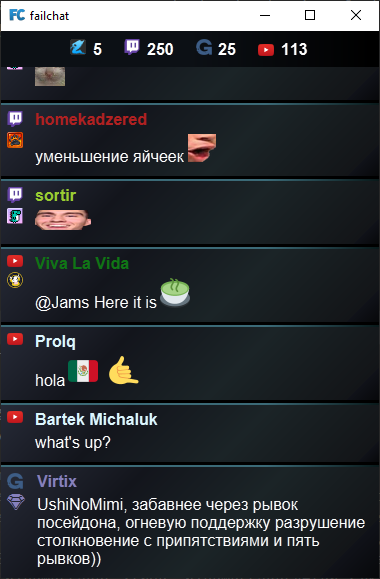 FC failchat
5 250 G 25 113
homekadzered
уменьшение яйчеек
sortir
Viva La Vida
@Jams Here it is
Prolq
hola
Bartek Michaluk
what's up?
G Virtix
UshiNoMimi, забавнее через рывок
посейдона, огневую поддержку разрушение
столкновение с припятствиями и пять
рывков))